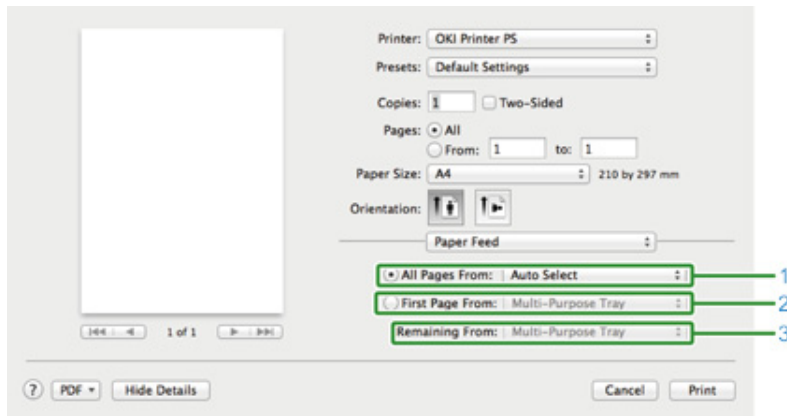 Printer: OKI Printer PS
Presets: Default Settings
Copies: 1 Two-Sided
Pages: All
From: 1 to: 1
Paper Size: A4 210 by 297 mm
Orientation:
Paper Feed
All Pages From: Auto Select 1
First Page From: Multi-Purpose Tray 2
Remaining From: Multi-Purpose Tray 3
1 of 1
? PDF Hide Details Cancel Print